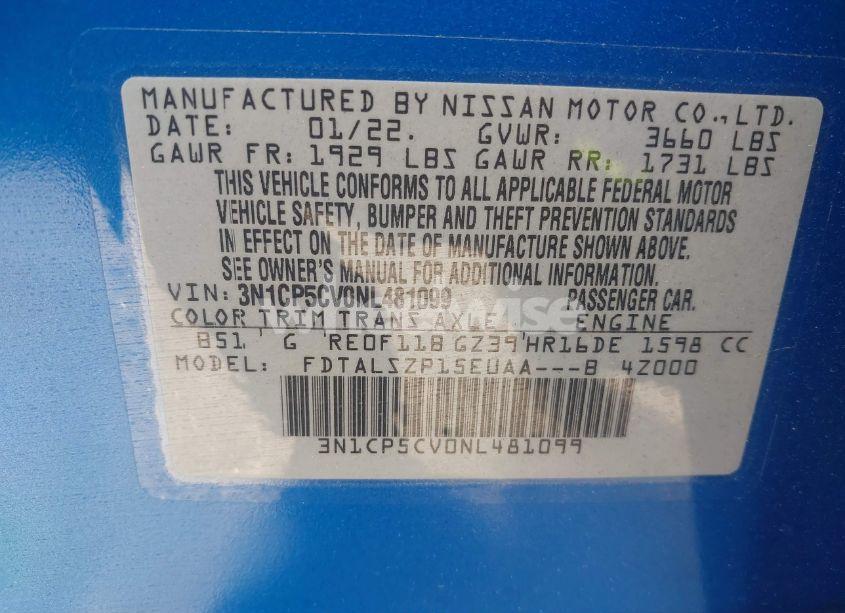 MANUFACTURED BY NISSAN MOTOR CO.,LTD.
DATE: 01/22. GVWR: 3660 LBS
GAWR FR: 1929 LBS GAWR RR: 1731 LBS
THIS VEHICLE CONFORMS TO ALL APPLICABLE FEDERAL MOTOR
VEHICLE SAFETY, BUMPER AND THEFT PREVENTION STANDARDS
IN EFFECT ON THE DATE OF MANUFACTURE SHOWN ABOVE.
SEE OWNER'S MANUAL FOR ADDITIONAL INFORMATION
VIN: 3N1CP5CV0NL481099 PASSENGER CAR.
COLOR TRIM TRANS AXLE ENGINE
B51 G RE0F11B GZ39 HR16DE 1598 CC
MODEL: FDTALSZP15EUAA---B 4Z000
3N1CP5CV0NL481099